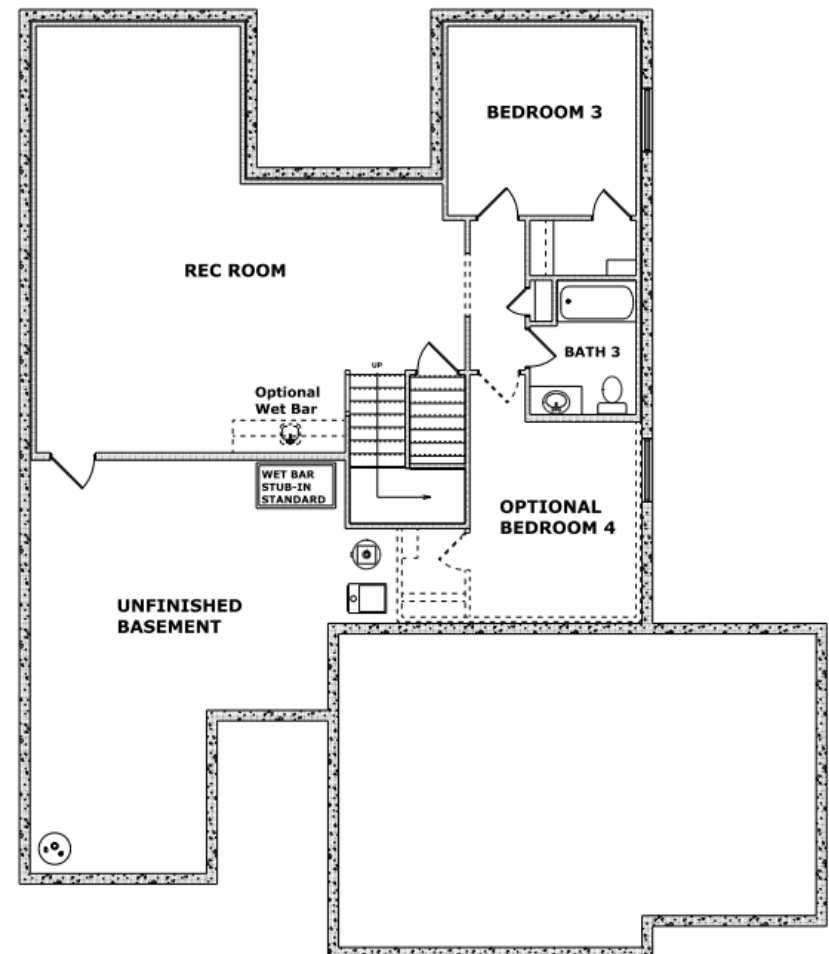 BEDROOM 3
REC ROOM
BATH 3
UP
Optional
Wet Bar
WET BAR
STUB-IN
STANDARD
OPTIONAL
BEDROOM 4
UNFINISHED
BASEMENT